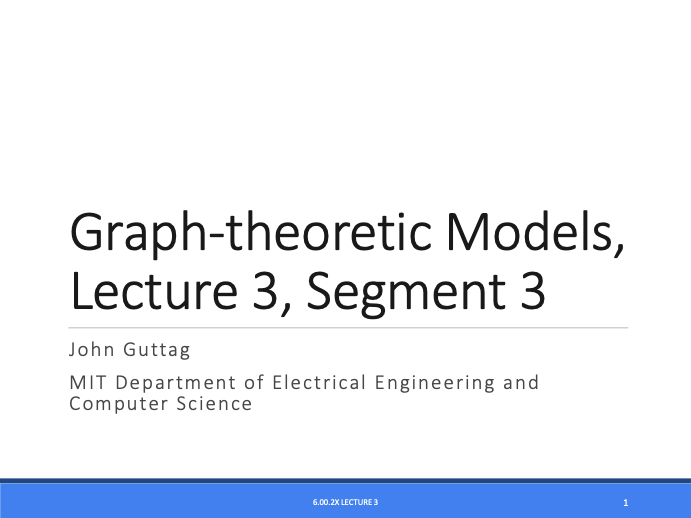 Graph-theoretic Models,
Lecture 3, Segment 3
John Guttag
MIT Department of Electrical Engineering and
Computer Science
6.00.2X LECTURE 3
1